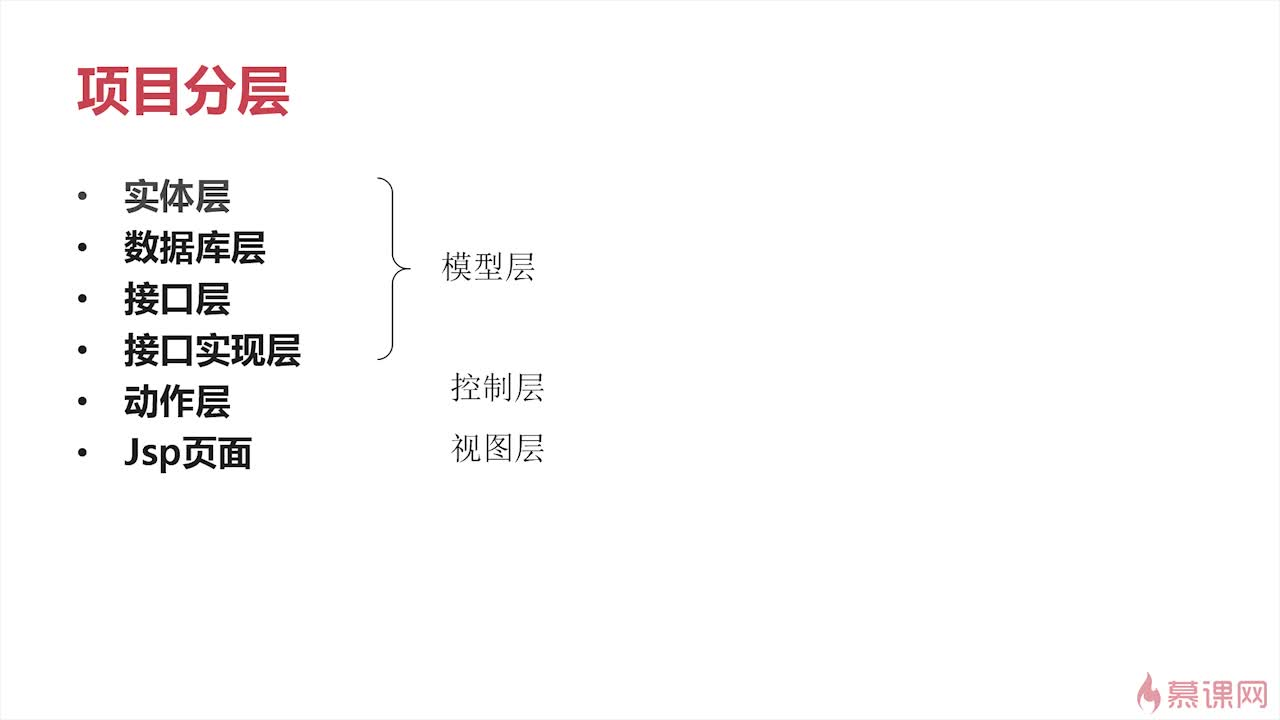 项目分层
• 实体层
• 数据库层
• 接口层
• 接口实现层
• 动作层
• Jsp页面
模型层
控制层
视图层
慕课网